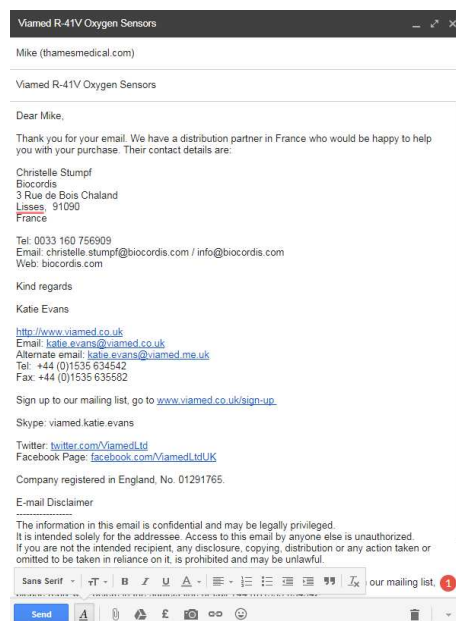 Viamed R-41V Oxygen Sensors
Mike (thamesmedical.com)
Viamed R-41V Oxygen Sensors
Dear Mike,
Thank you for your email. We have a distribution partner in France who would be happy to help
you with your purchase. Their contact details are:
Christelle Stumpf
Biocordis
3 Rue de Bois Chaland
Lisses, 91090
France
Tel: 0033 160 756909
Email: christelle.stumpf@biocordis.com / info@biocordis.com
Web: biocordis.com
Kind regards
Katie Evans
http://www.viamed.co.uk
Email: katie.evans@viamed.co.uk
Alternate email: katie.evans@viamed.me.uk
Tel: +44 (0)1535 634542
Fax: +44 (0)1535 635582
Sign up to our mailing list, go to www.viamed.co.uk/sign-up
Skype: viamed.katie.evans
Twitter: twitter.com/ViamedLtd
Facebook Page: facebook.com/ViamedLtdUK
Company registered in England, No. 01291765.
E-mail Disclaimer
-----------------
The information in this email is confidential and may be legally privileged.
It is intended solely for the addressee. Access to this email by anyone else is unauthorized.
If you are not the intended recipient, any disclosure, copying, distribution or any action taken or
omitted to be taken in reliance on it, is prohibited and may be unlawful.
Sans Serif B I U A our mailing list, 1
Send A £